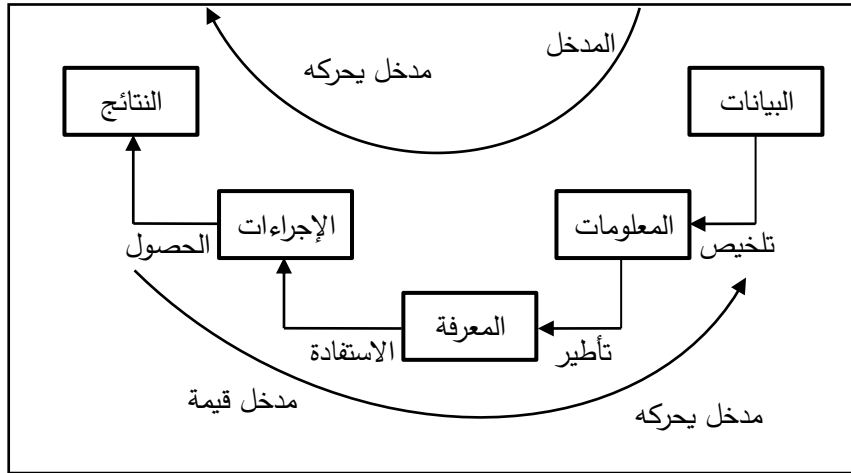 المدخل
مدخل يحركه
البيانات
النتائج
المعلومات
الإجراءات
تلخيص
الحصول
المعرفة
تأطير
الاستفادة
مدخل يحركه
مدخل قيمة